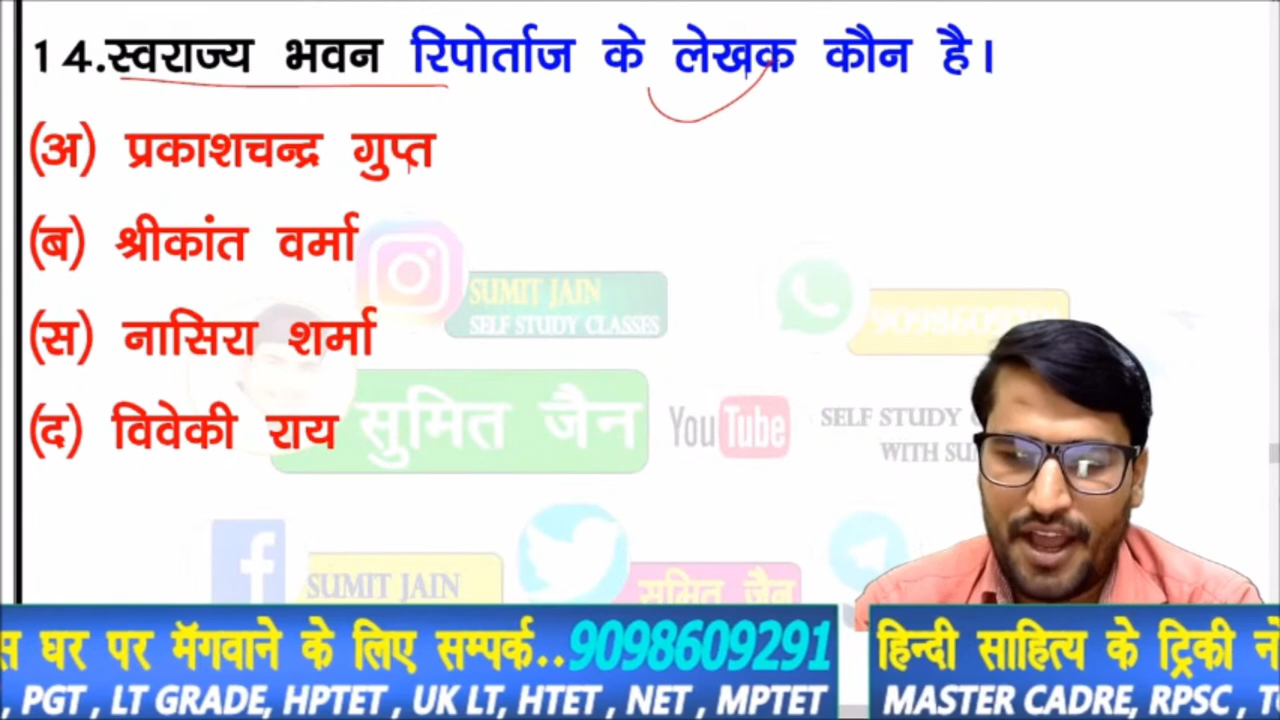 14.स्वराज्य भवन रिपोर्ताज के लेखक कौन है।
(अ) प्रकाशचन्द्र गुप्त
(ब) श्रीकांत वर्मा
(स) नासिरा शर्मा
(द) विवेकी राय
SUMIT JAIN
SELF STUDY CLASSES
सुमित जैन
YouTube
SELF STUDY
WITH
SUMIT JAIN
सुमित जैन
स घर पर मॅगवाने के लिए सम्पर्क..9098609291
हिन्दी साहित्य के ट्रिकी नो
, PGT , LT GRADE, HPTET , UK LT, HTET , NET , MPTET
MASTER CADRE, RPSC ,